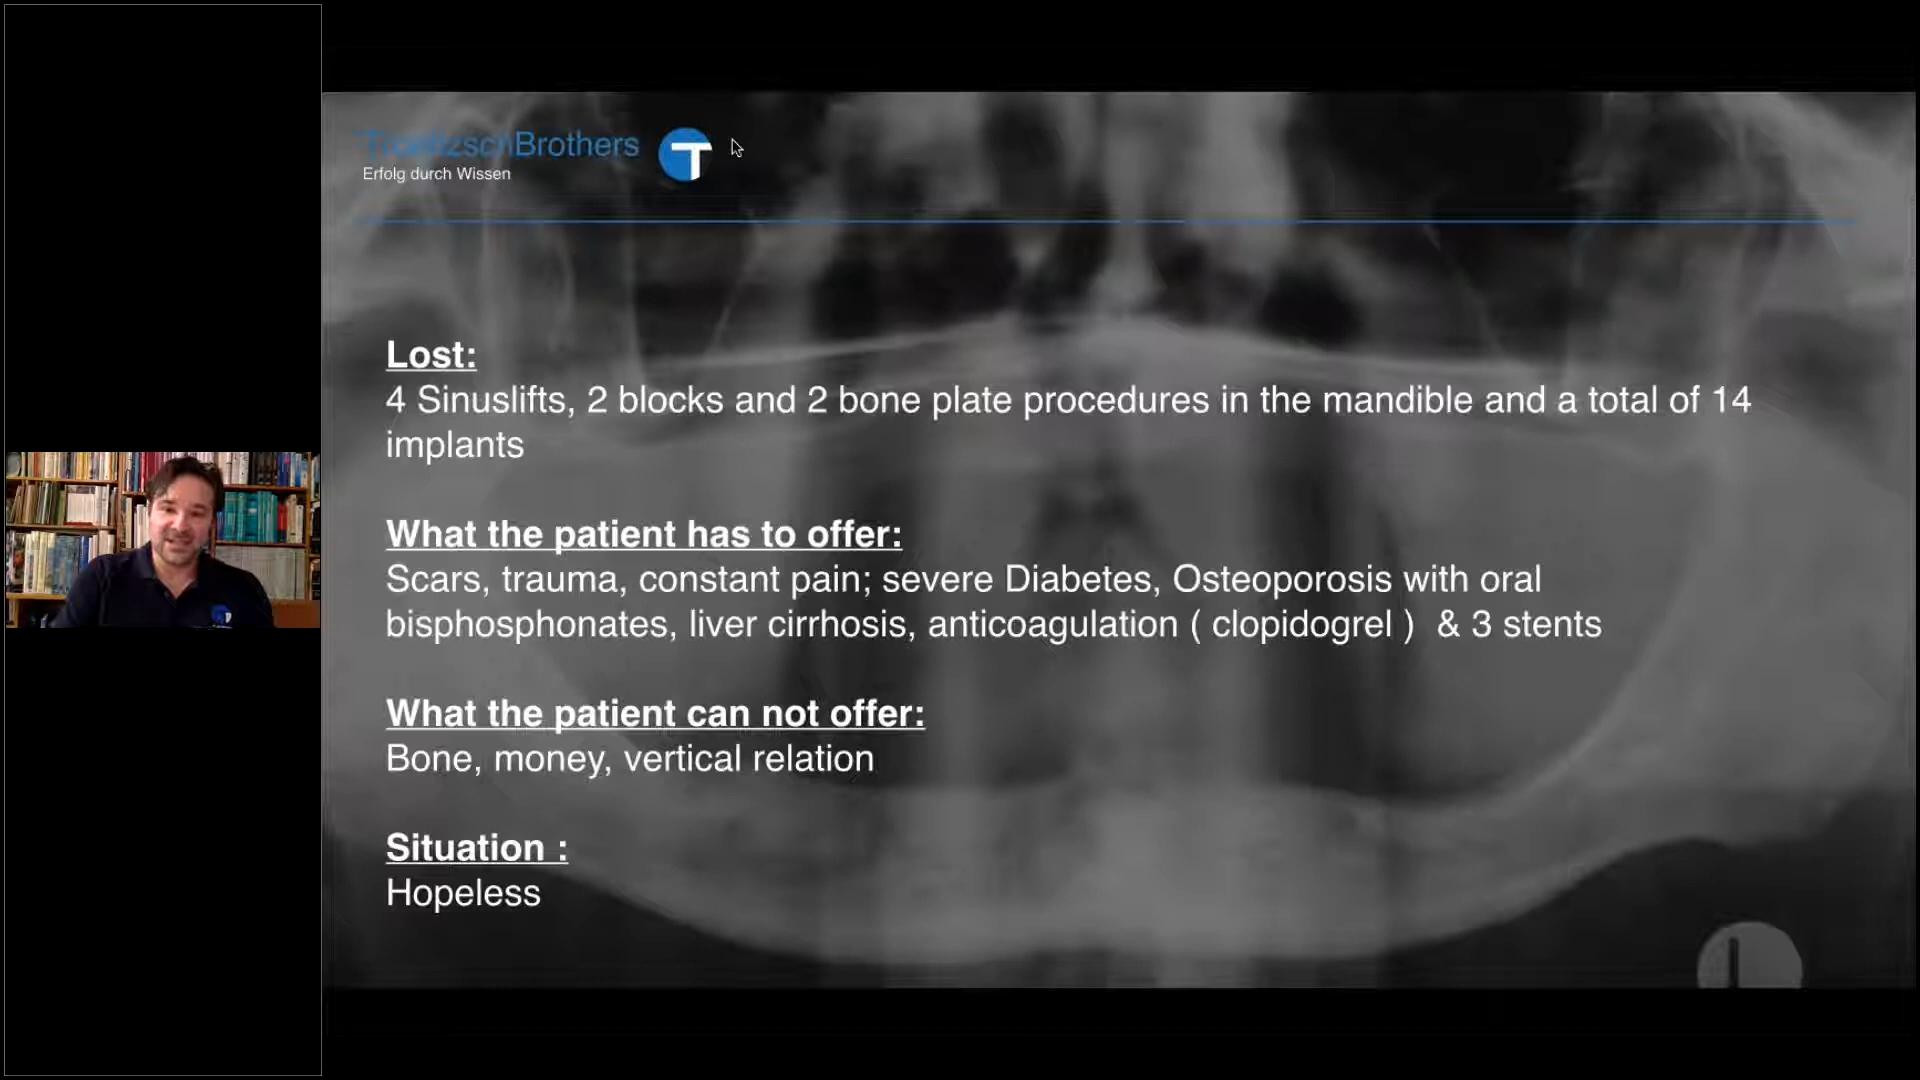 TroeltzschBrothers
T
Erfolg durch Wissen
Lost:
4 Sinuslifts, 2 blocks and 2 bone plate procedures in the mandible and a total of 14
implants
What the patient has to offer:
Scars, trauma, constant pain; severe Diabetes, Osteoporosis with oral
bisphosphonates, liver cirrhosis, anticoagulation ( clopidogrel ) & 3 stents
What the patient can not offer:
Bone, money, vertical relation
Situation :
Hopeless
L